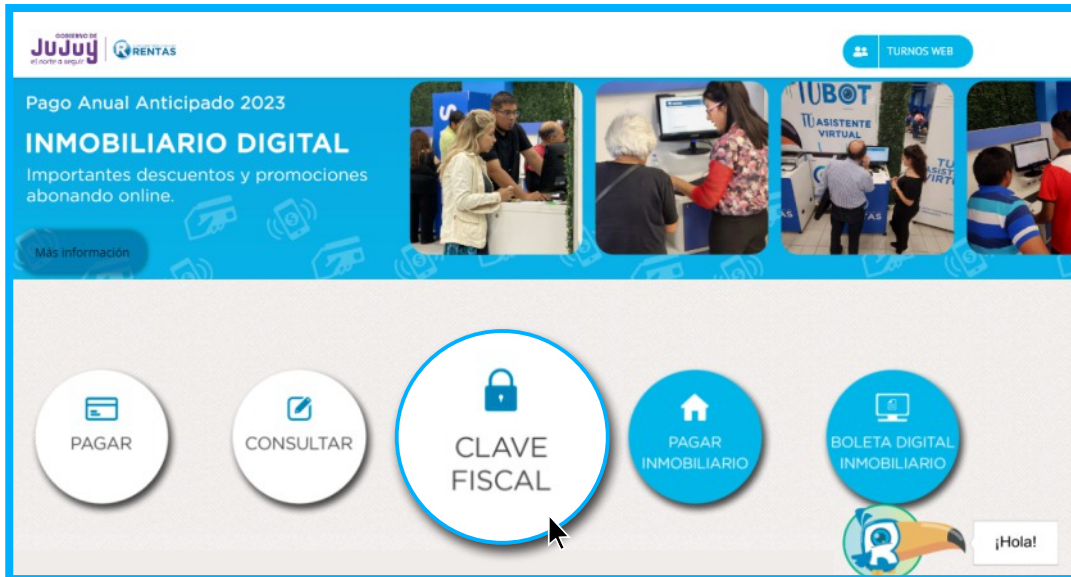 GOBIERNO DE
JUJUY
el norte a seguir
RENTAS
TURNOS WEB
Pago Anual Anticipado 2023
INMOBILIARIO DIGITAL
Importantes descuentos y promociones
abonando online.
Más información
TUBOT
TU ASISTENTE
VIRTUAL
PAGAR
CONSULTAR
CLAVE
FISCAL
PAGAR
INMOBILIARIO
BOLETA DIGITAL
INMOBILIARIO
¡Hola!